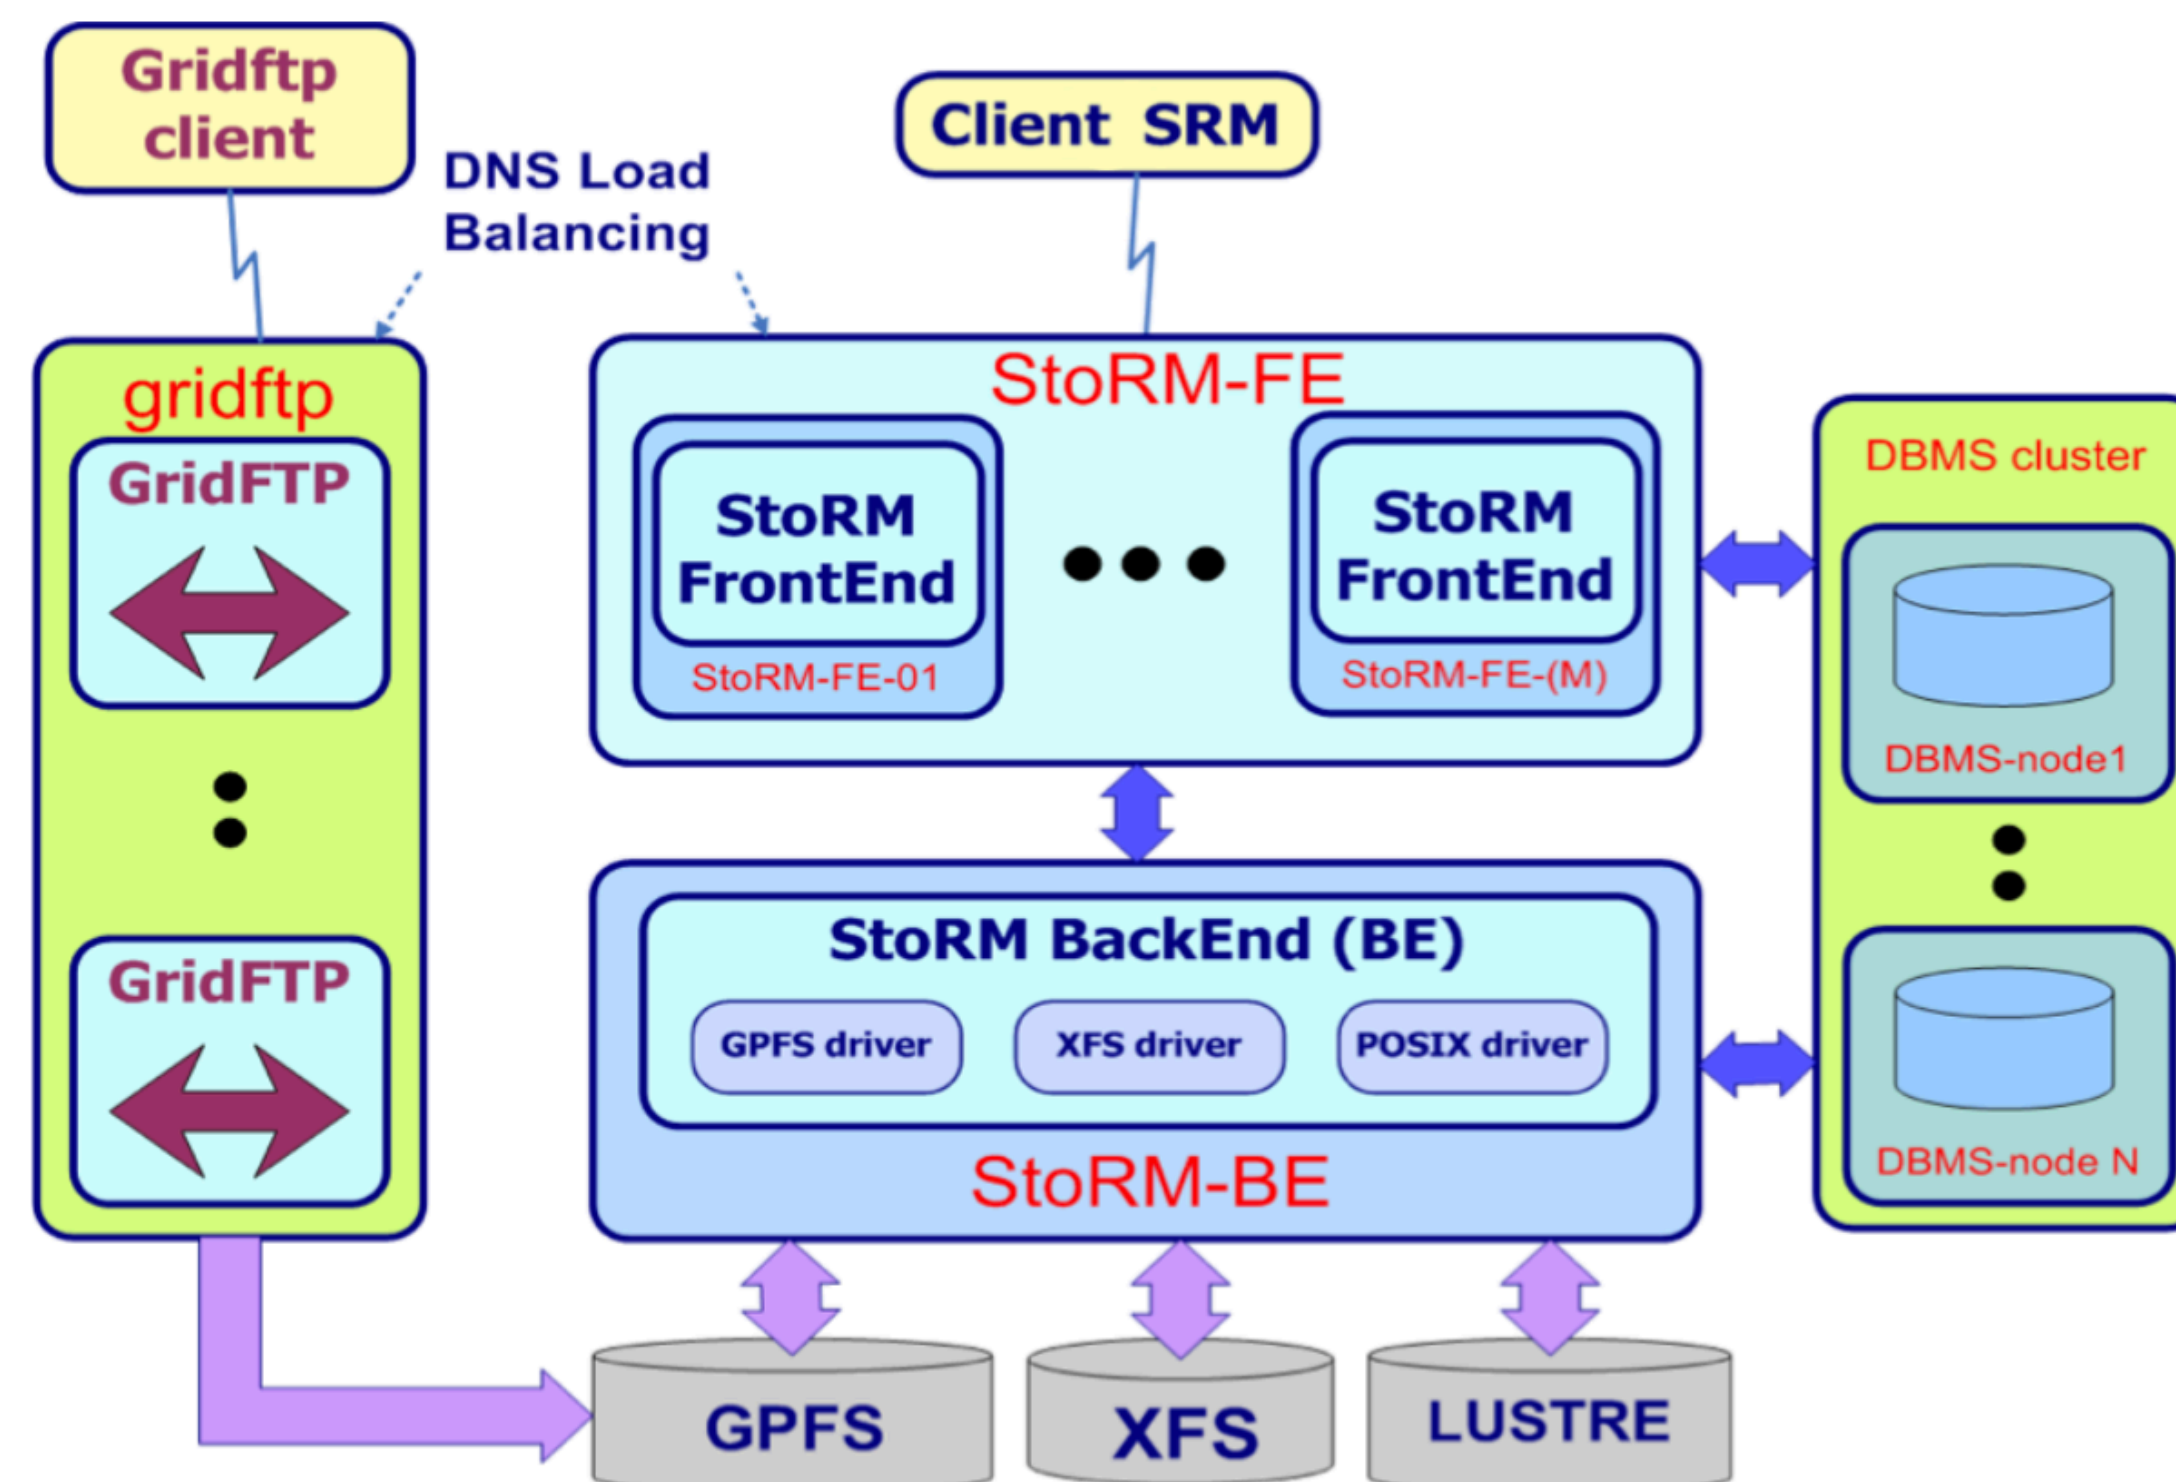 Gridftp
client
Client SRM
DNS Load
Balancing
gridftp
GridFTP
GridFTP
StoRM-FE
StoRM
FrontEnd
StoRM-FE-01
StoRM
FrontEnd
StoRM-FE-(M)
DBMS cluster
DBMS-node1
DBMS-node N
StoRM BackEnd (BE)
GPFS driver
XFS driver
POSIX driver
StoRM-BE
GPFS
XFS
LUSTRE